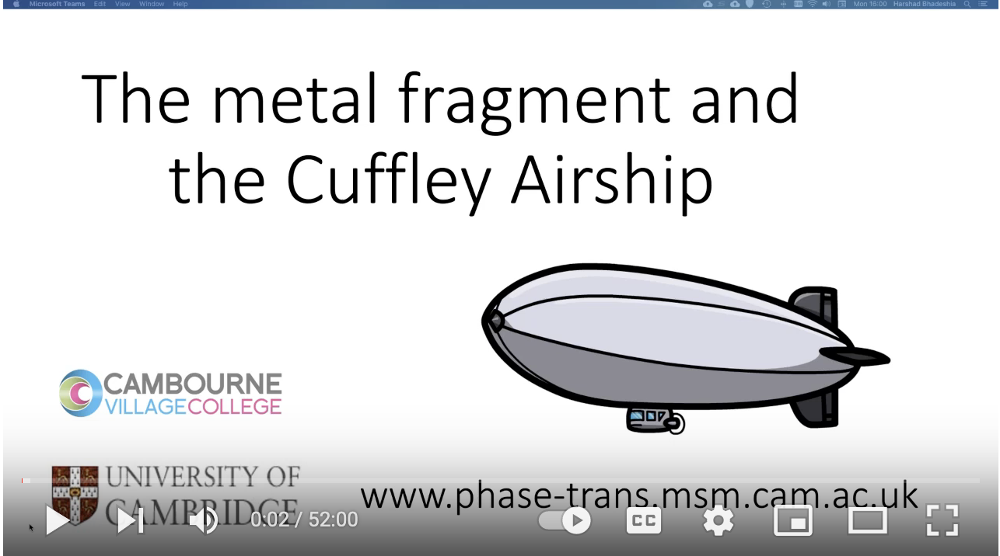 Microsoft Teams Edit View Window Help Mon 16:00 Harshad Bhadeshia
The metal fragment and
the Cuffley Airship
CAMBOURNE
VILLAGECOLLEGE
UNIVERSITY OF
CAMBRIDGE
www.phase-trans.msm.cam.ac.uk
0:02 / 52:00
CC